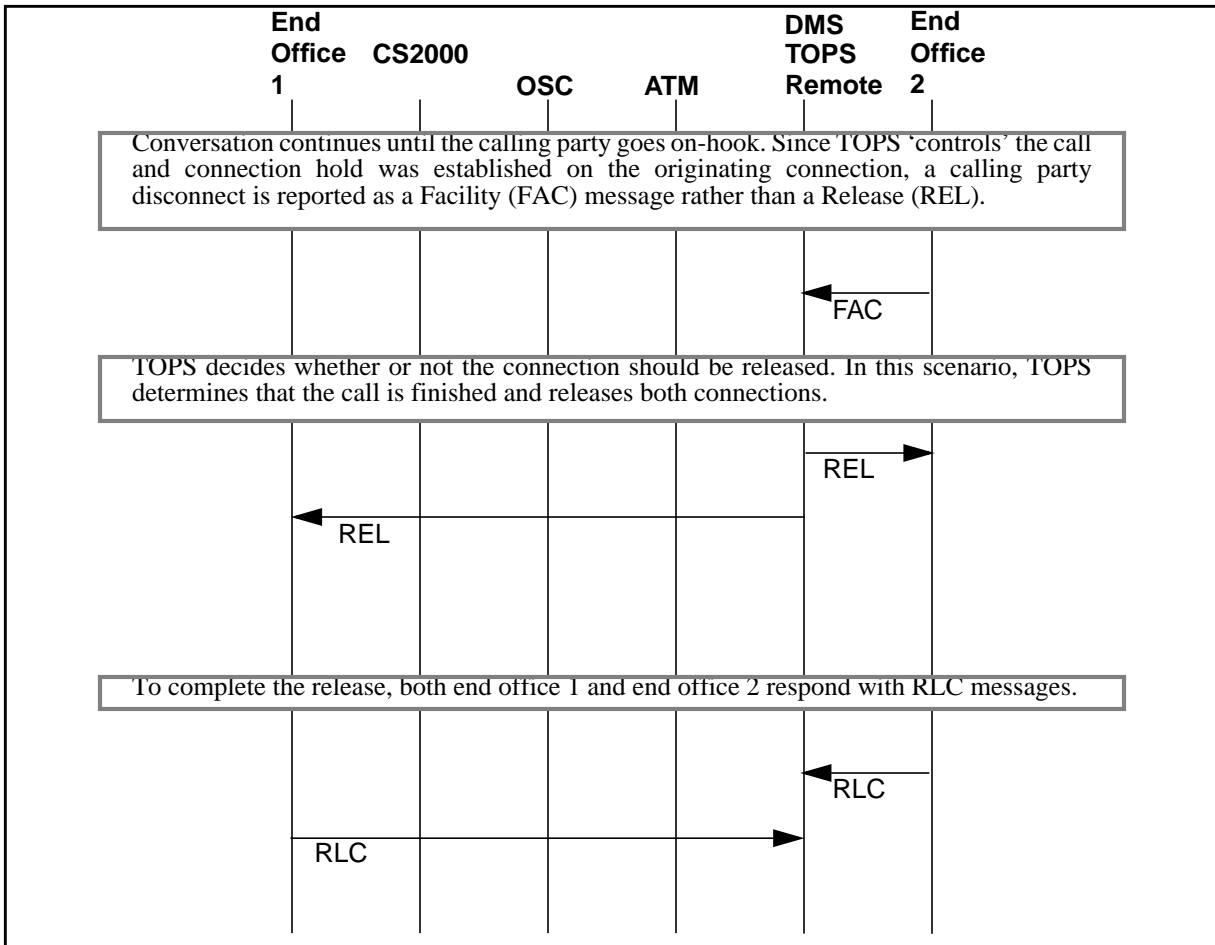 End Office 1
CS2000
OSC
ATM
DMS TOPS Remote
End Office 2
Conversation continues until the calling party goes on-hook. Since TOPS ‘controls’ the call
and connection hold was established on the originating connection, a calling party
disconnect is reported as a Facility (FAC) message rather than a Release (REL).
FAC
TOPS decides whether or not the connection should be released. In this scenario, TOPS
determines that the call is finished and releases both connections.
REL
REL
To complete the release, both end office 1 and end office 2 respond with RLC messages.
RLC
RLC